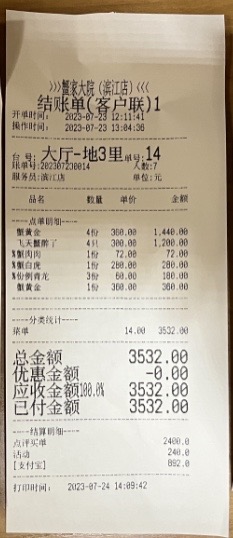 >>>蟹家大院（滨江店）<<<
结账单(客户联)1
开单时间： 2023-07-23 12:11:41
操作时间： 2023-07-23 13:04:36
台号：大厅-地3里 单号：14
账单号：202307230014 人数：7
服务员：滨江店 单位：元
品名 数量 单价 金额
----点单明细----
蟹黄金 4份 360.00 1,440.00
飞天蟹醉了 4只 300.00 1,200.00
%蟹肉肉 1份 72.00 72.00
%蟹白虎 1份 280.00 280.00
%份例青龙 3份 60.00 180.00
蟹黄金 1份 360.00 360.00
----分类统计----
菜单 14.00 3532.00
总金额 3532.00
优惠金额 -0.00
应收金额100.0% 3532.00
已付金额 3532.00
----结算明细----
点评买单 2400.0
活动 240.0
[支付宝] 892.0
打印时间： 2023-07-24 14:09:42